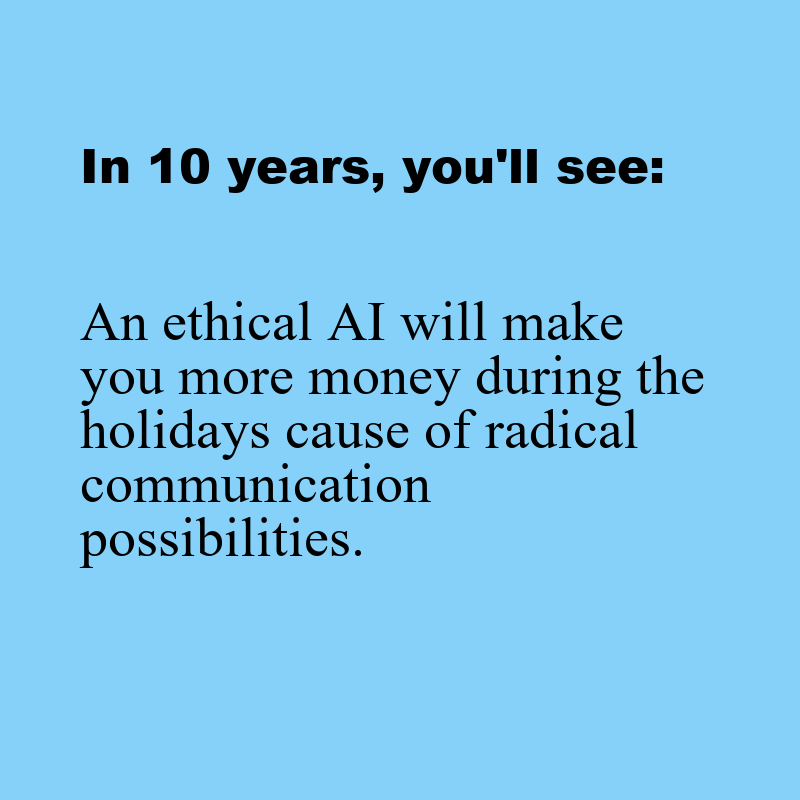 In 10 years, you'll see:
An ethical AI will make
you more money during the
holidays cause of radical
communication
possibilities.